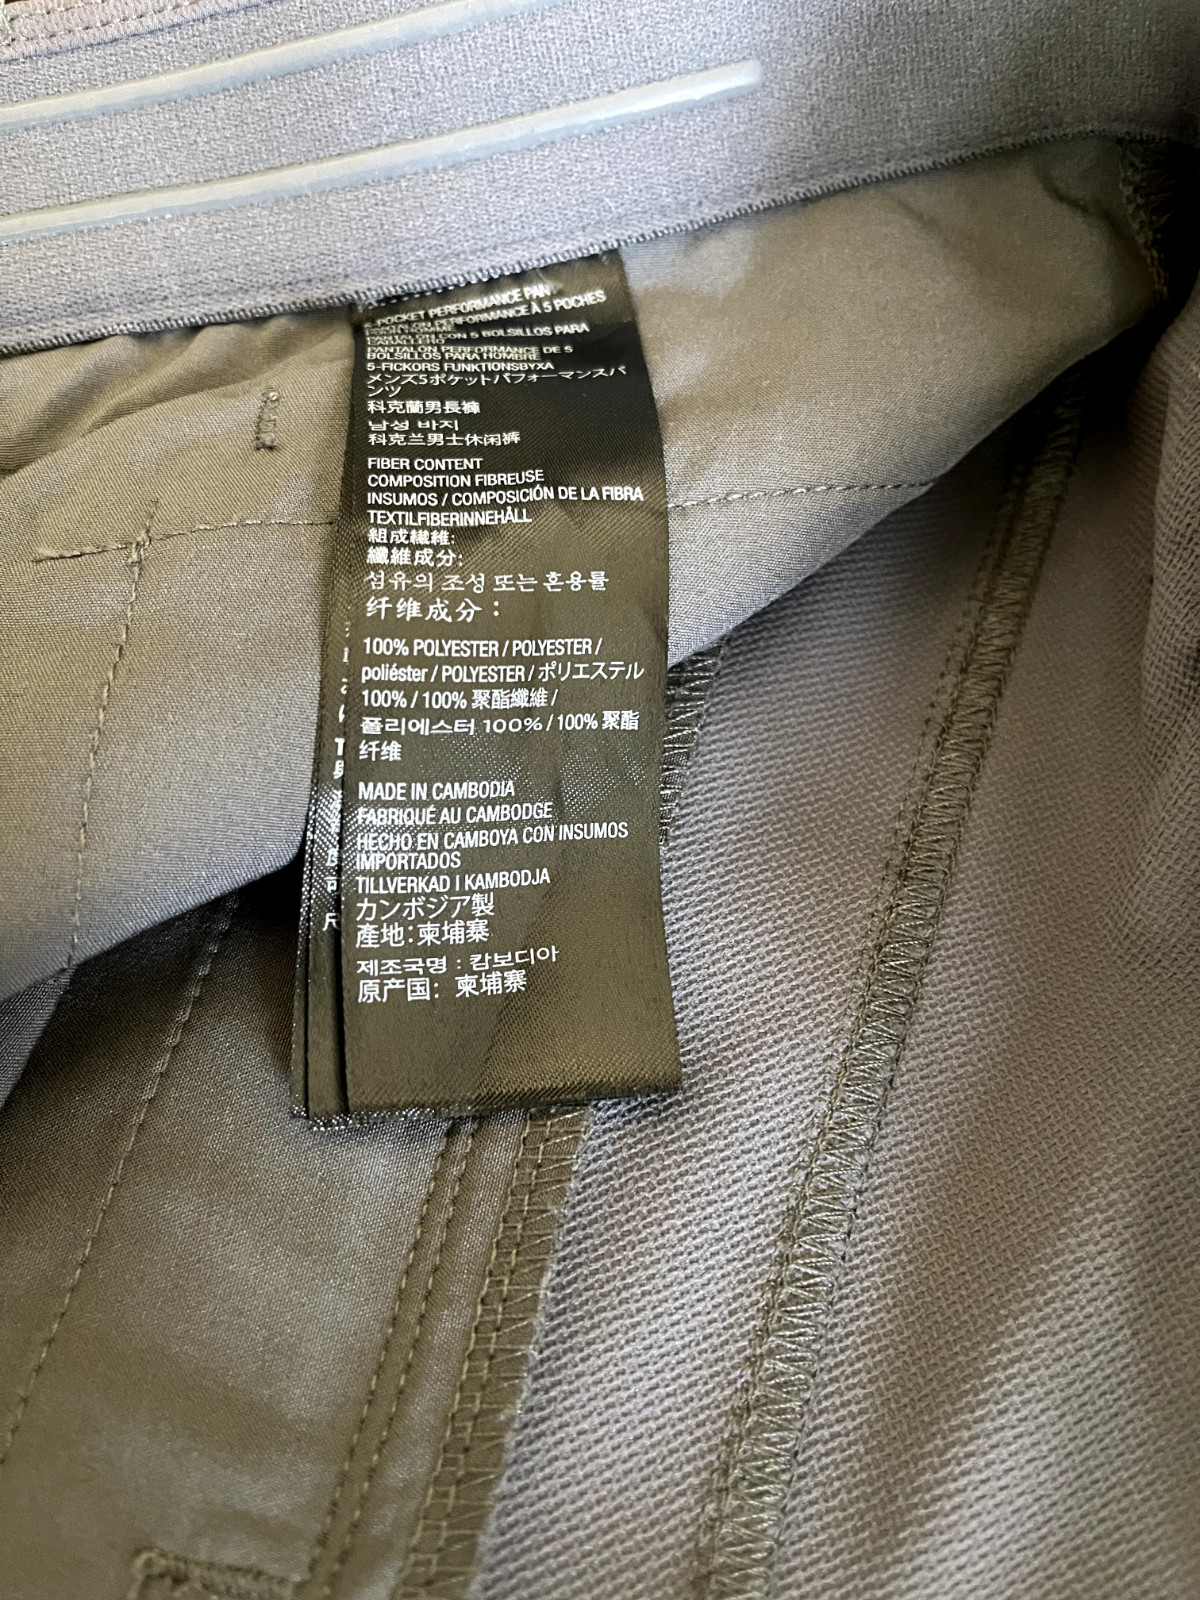 5-POCKET PERFORMANCE PAN
PANTALON PERFORMANCE À 5 POCHES
PANTALÓN CON 5 BOLSILLOS PARA
CABALLERO
PANTALON PERFORMANCE DE 5
BOLSILLOS PARA HOMBRE
5-FICKORS FUNKTIONSBYXA
メンズ5ポケットパフォーマンスパ
ンツ
科克蘭男長褲
남성 바지
科克兰男士休闲裤
FIBER CONTENT
COMPOSITION FIBREUSE
INSUMOS / COMPOSICIÓN DE LA FIBRA
TEXTILFIBERINNEHÅLL
組成繊維:
纖維成分:
섬유의 조성 또는 혼용률
纤维成分：
100% POLYESTER / POLYESTER /
poliéster / POLYESTER / ポリエステル
100% / 100% 聚酯纖維 /
폴리에스터 100% / 100% 聚酯
纤维
MADE IN CAMBODIA
FABRIQUÉ AU CAMBODGE
HECHO EN CAMBOYA CON INSUMOS
IMPORTADOS
TILLVERKAD I KAMBODJA
カンボジア製
產地:柬埔寨
제조국명 : 캄보디아
原产国： 柬埔寨